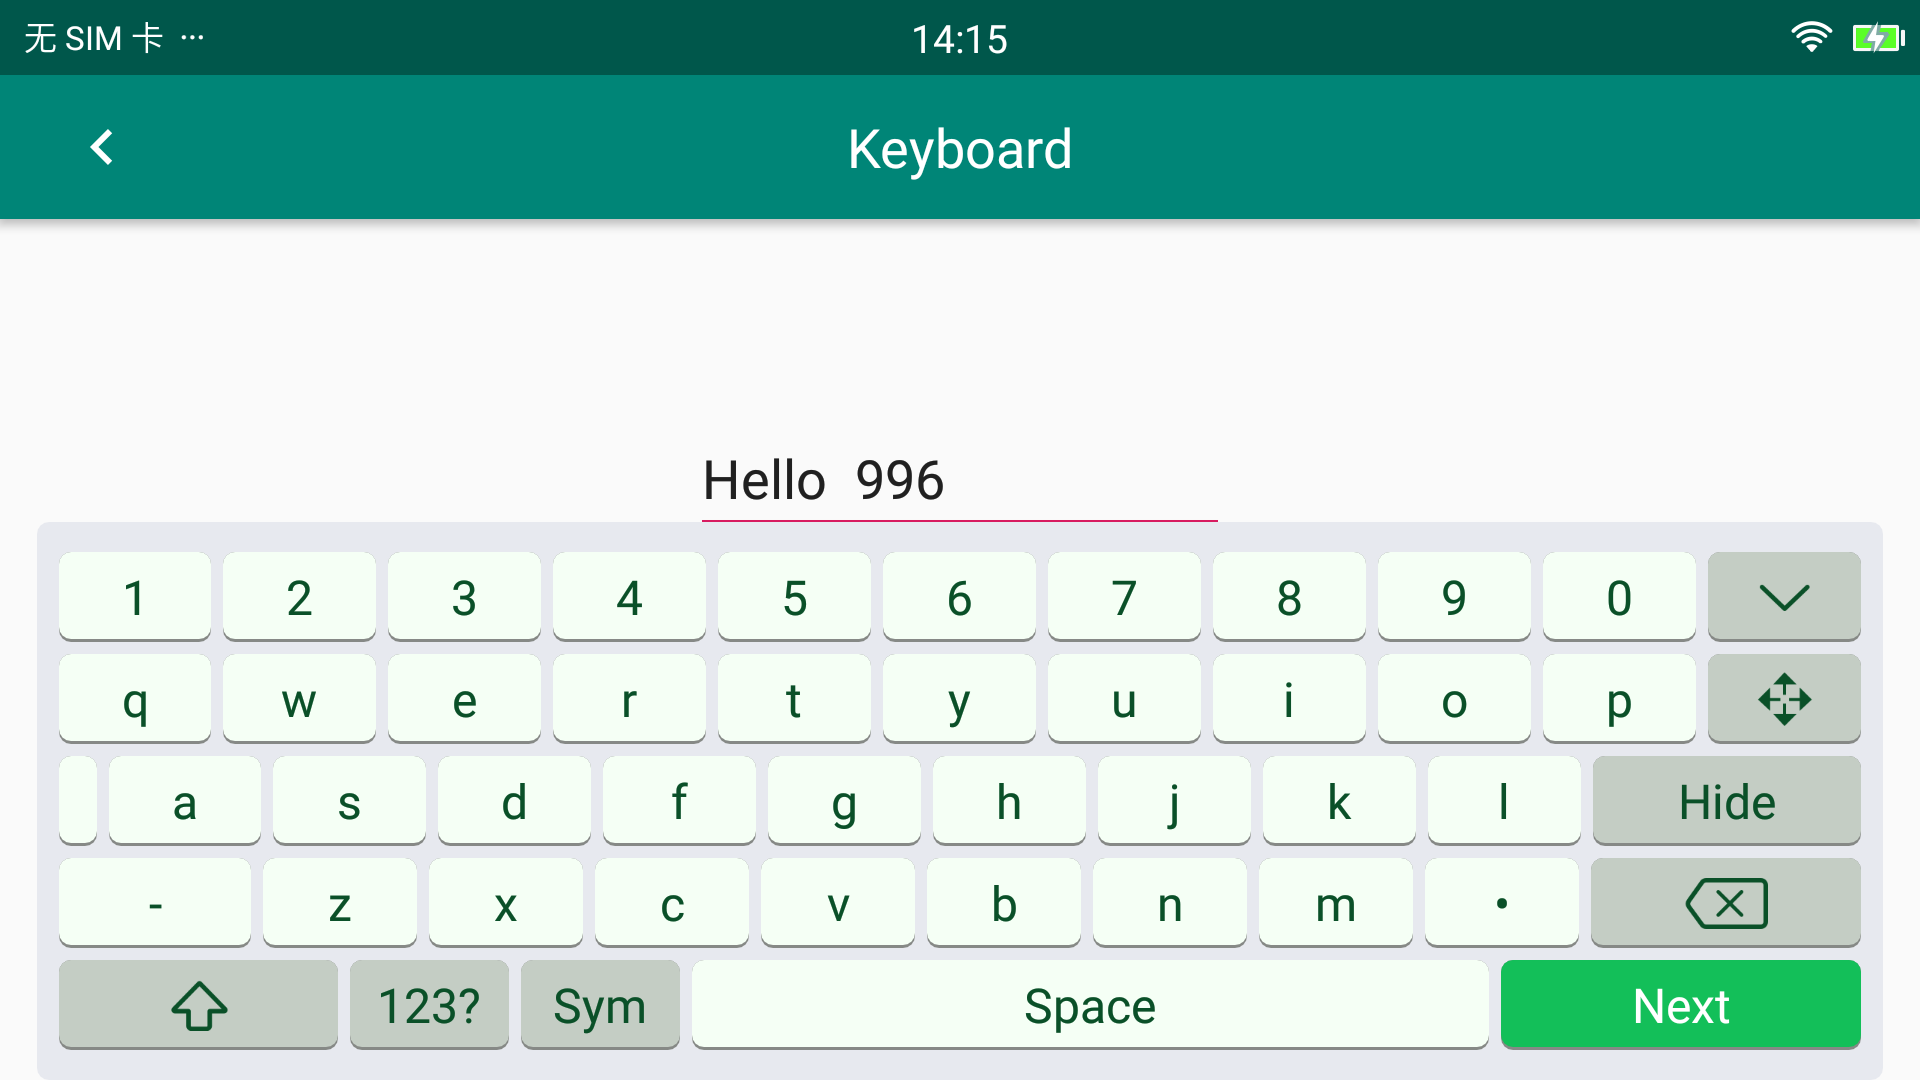 无 SIM 卡 ··· 14:15
Keyboard
Hello  996
1 2 3 4 5 6 7 8 9 0
q w e r t y u i o p
a s d f g h j k l Hide
- z x c v b n m •
123? Sym Space Next